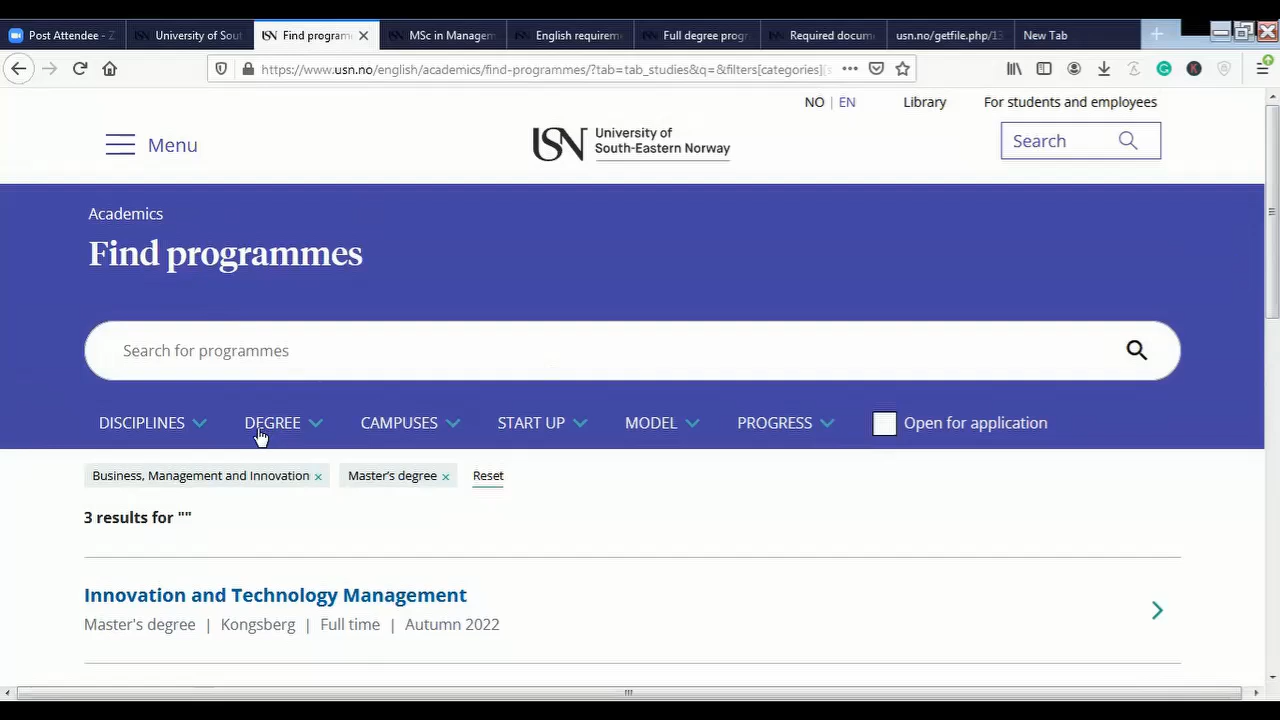 Post Attendee - Z
University of Sout
Find programm
MSc in Managem
English requireme
Full degree prog
Required docum
usn.no/getfile.php/13
New Tab
https://www.usn.no/english/academics/find-programmes/?tab=tab_studies&q=&filters[categories][s
NO | EN
Library
For students and employees
Menu
USN University of
South-Eastern Norway
Search
Academics
Find programmes
Search for programmes
DISCIPLINES
DEGREE
CAMPUSES
START UP
MODEL
PROGRESS
Open for application
Business, Management and Innovation ×
Master's degree ×
Reset
3 results for ""
Innovation and Technology Management
Master's degree | Kongsberg | Full time | Autumn 2022